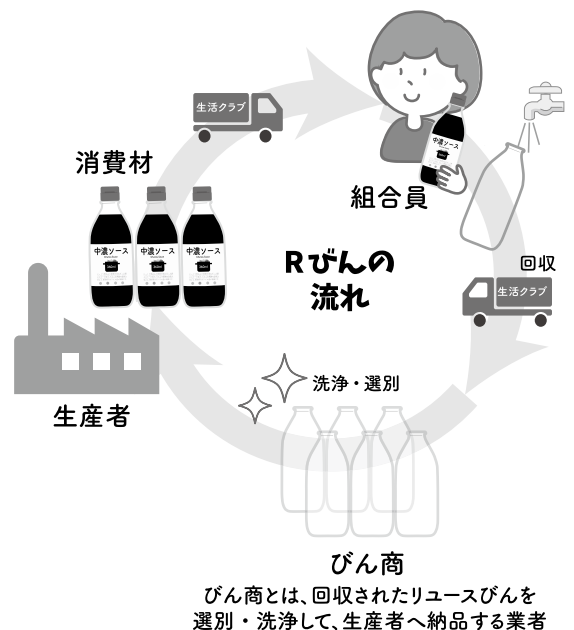 生活クラブ
消費材
中濃ソース
中濃ソース
中濃ソース
中濃ソース
組合員
Rびんの
流れ
回収
生活クラブ
生産者
洗浄・選別
びん商
びん商とは、回収されたリユースびんを
選別・洗浄して、生産者へ納品する業者